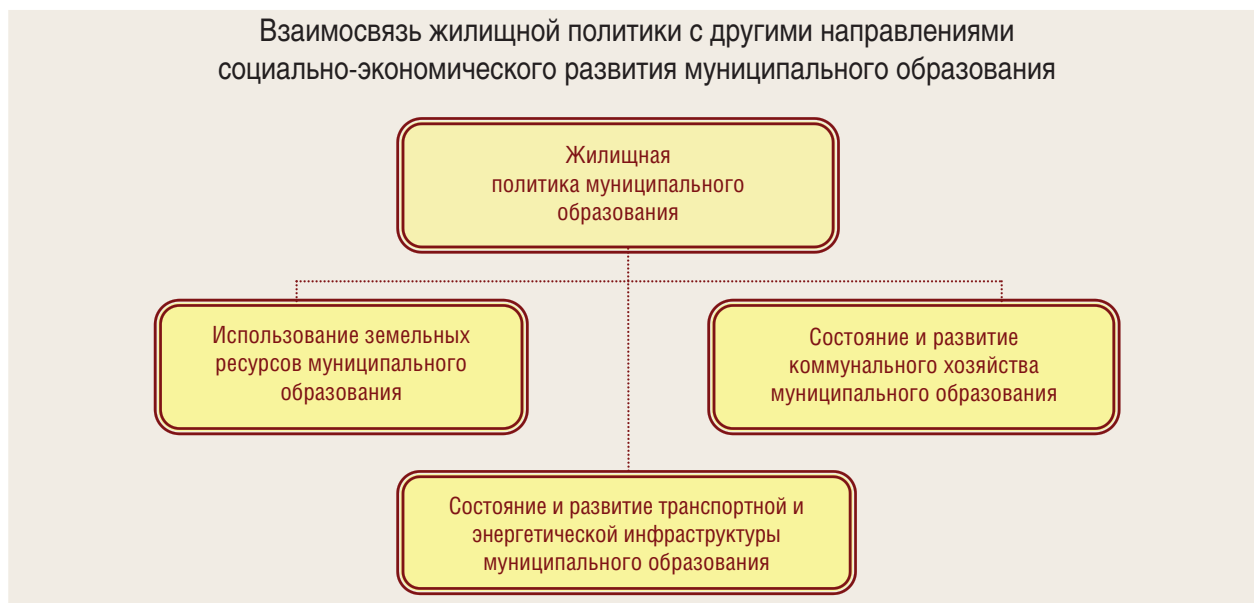 Взаимосвязь жилищной политики с другими направлениями
социально-экономического развития муниципального образования
Жилищная
политика муниципального
образования
Использование земельных
ресурсов муниципального
образования
Состояние и развитие
коммунального хозяйства
муниципального образования
Состояние и развитие транспортной и
энергетической инфраструктуры
муниципального образования